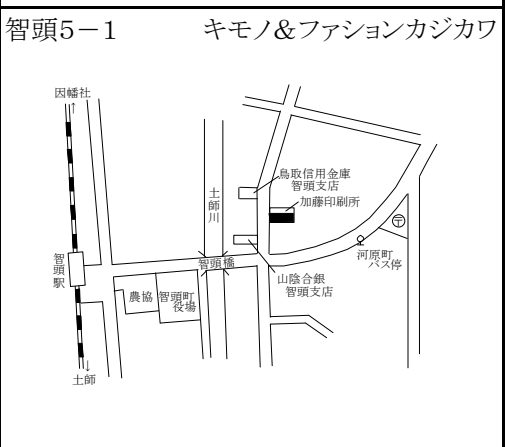 智頭5－1 キモノ&ファションカジカワ
因幡社
↑
鳥取信用金庫
智頭支店
加藤印刷所
土師川
〒
河原町
バス停
智頭橋
智頭駅
山陰合銀
智頭支店
農協
智頭町
役場
↓
土師